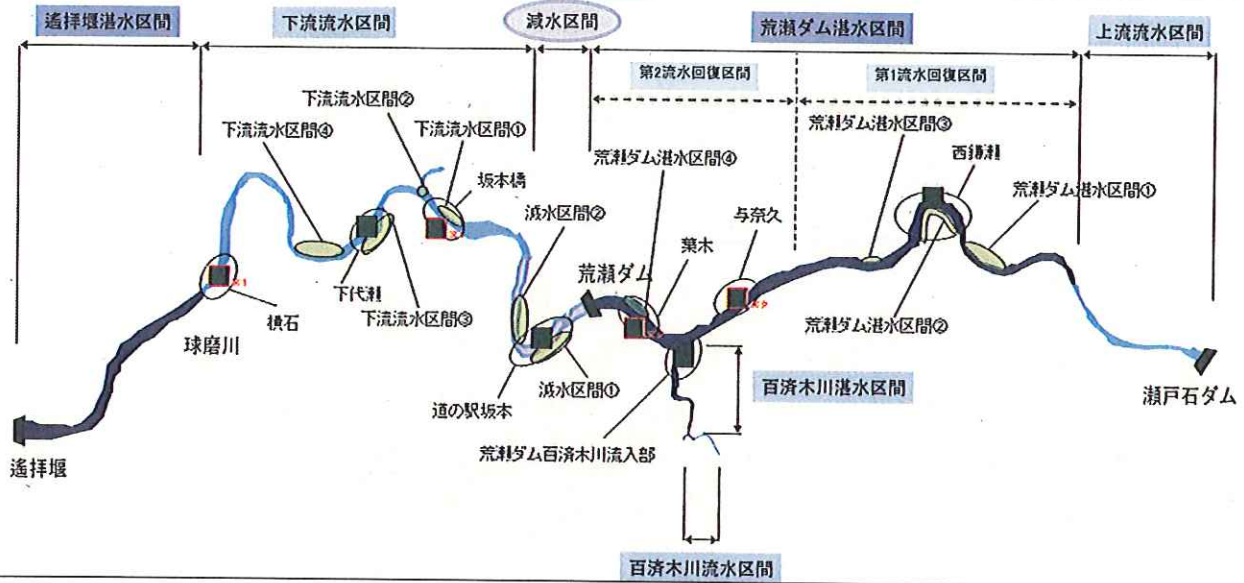 遙拝堰湛水区間
下流流水区間
減水区間
荒瀬ダム湛水区間
上流流水区間
第2流水回復区間
第1流水回復区間
下流流水区間②
下流流水区間④
下流流水区間①
荒瀬ダム湛水区間③
荒瀬ダム湛水区間④
西鎌瀬
坂本橋
荒瀬ダム湛水区間①
減水区間②
与奈久
葉木
荒瀬ダム
下代瀬
※1
横石
下流流水区間③
荒瀬ダム湛水区間②
球磨川
減水区間①
百済木川湛水区間
瀬戸石ダム
道の駅坂本
荒瀬ダム百済木川流入部
遙拝堰
百済木川流水区間